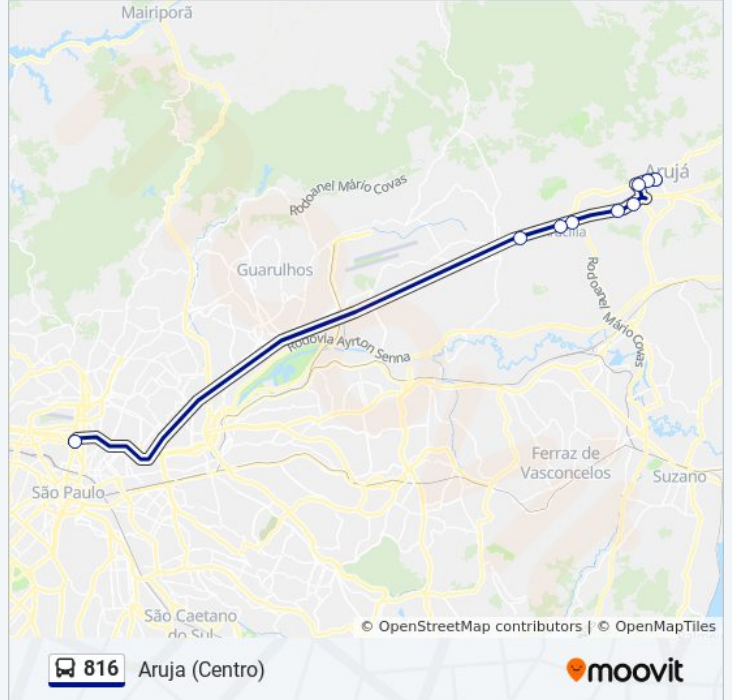 Mairiporã
Rodoanel Mário Covas
Arujá
Guarulhos
Rodoanel Mário Covas
Rodovia Ayrton Senna
Ferraz de
Vasconcelos
Suzano
São Paulo
São Caetano
do Sul
© OpenStreetMap contributors | © OpenMapTiles
816 Aruja (Centro)
moovit